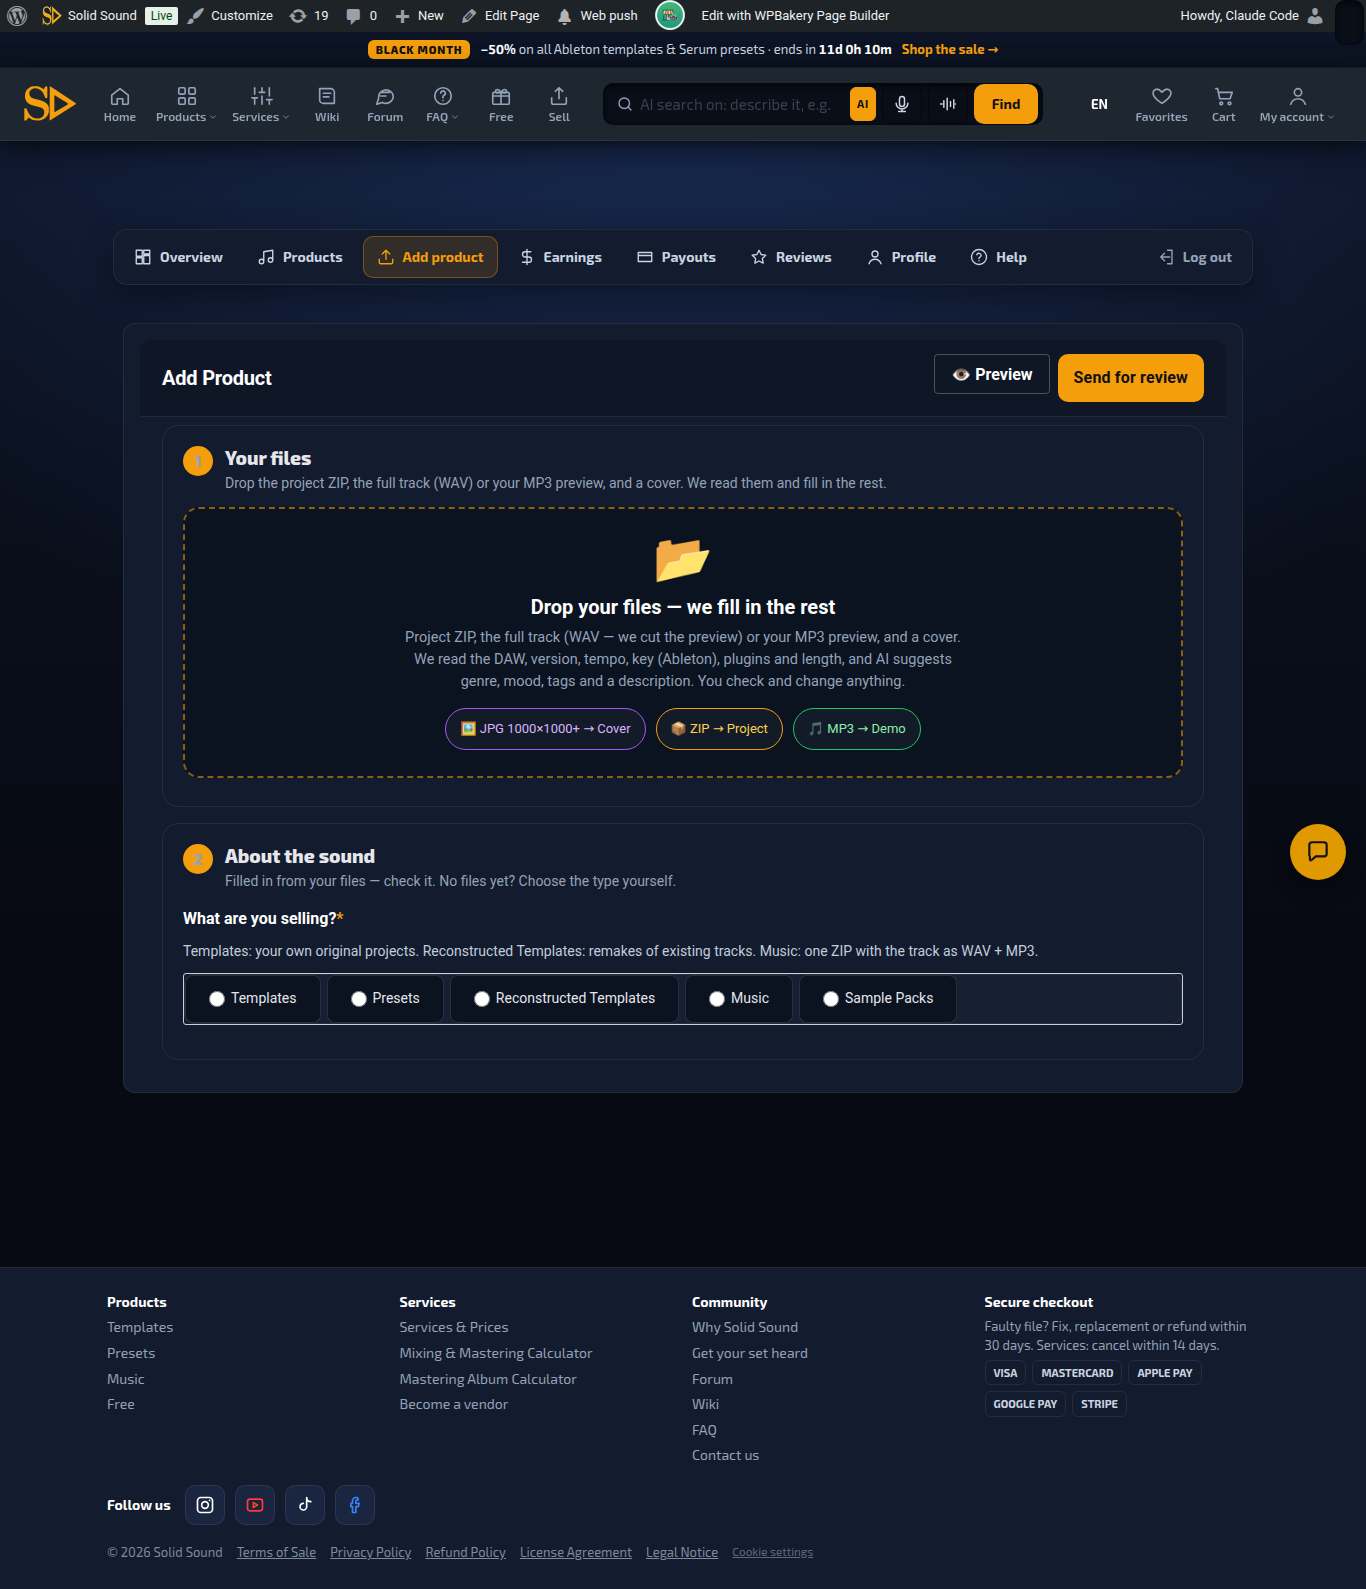 Solid Sound Live Customize 19 0 New Edit Page Web push Edit with WPBakery Page Builder Howdy, Claude Code
BLACK MONTH −50% on all Ableton templates & Serum presets · ends in 11d 0h 10m Shop the sale →
Home Products Services Wiki Forum FAQ Free Sell AI search on: describe it, e.g. AI Find EN Favorites Cart My account
Overview Products Add product Earnings Payouts Reviews Profile Help Log out
Add Product
Preview Send for review
1 Your files
Drop the project ZIP, the full track (WAV) or your MP3 preview, and a cover. We read them and fill in the rest.
Drop your files — we fill in the rest
Project ZIP, the full track (WAV — we cut the preview) or your MP3 preview, and a cover.
We read the DAW, version, tempo, key (Ableton), plugins and length, and AI suggests
genre, mood, tags and a description. You check and change anything.
JPG 1000×1000+ → Cover ZIP → Project MP3 → Demo
2 About the sound
Filled in from your files — check it. No files yet? Choose the type yourself.
What are you selling?*
Templates: your own original projects. Reconstructed Templates: remakes of existing tracks. Music: one ZIP with the track as WAV + MP3.
Templates Presets Reconstructed Templates Music Sample Packs
Products
Templates
Presets
Music
Free
Services
Services & Prices
Mixing & Mastering Calculator
Mastering Album Calculator
Become a vendor
Community
Why Solid Sound
Get your set heard
Forum
Wiki
FAQ
Contact us
Secure checkout
Faulty file? Fix, replacement or refund within
30 days. Services: cancel within 14 days.
VISA MASTERCARD APPLE PAY
GOOGLE PAY STRIPE
Follow us
© 2026 Solid Sound Terms of Sale Privacy Policy Refund Policy License Agreement Legal Notice Cookie settings